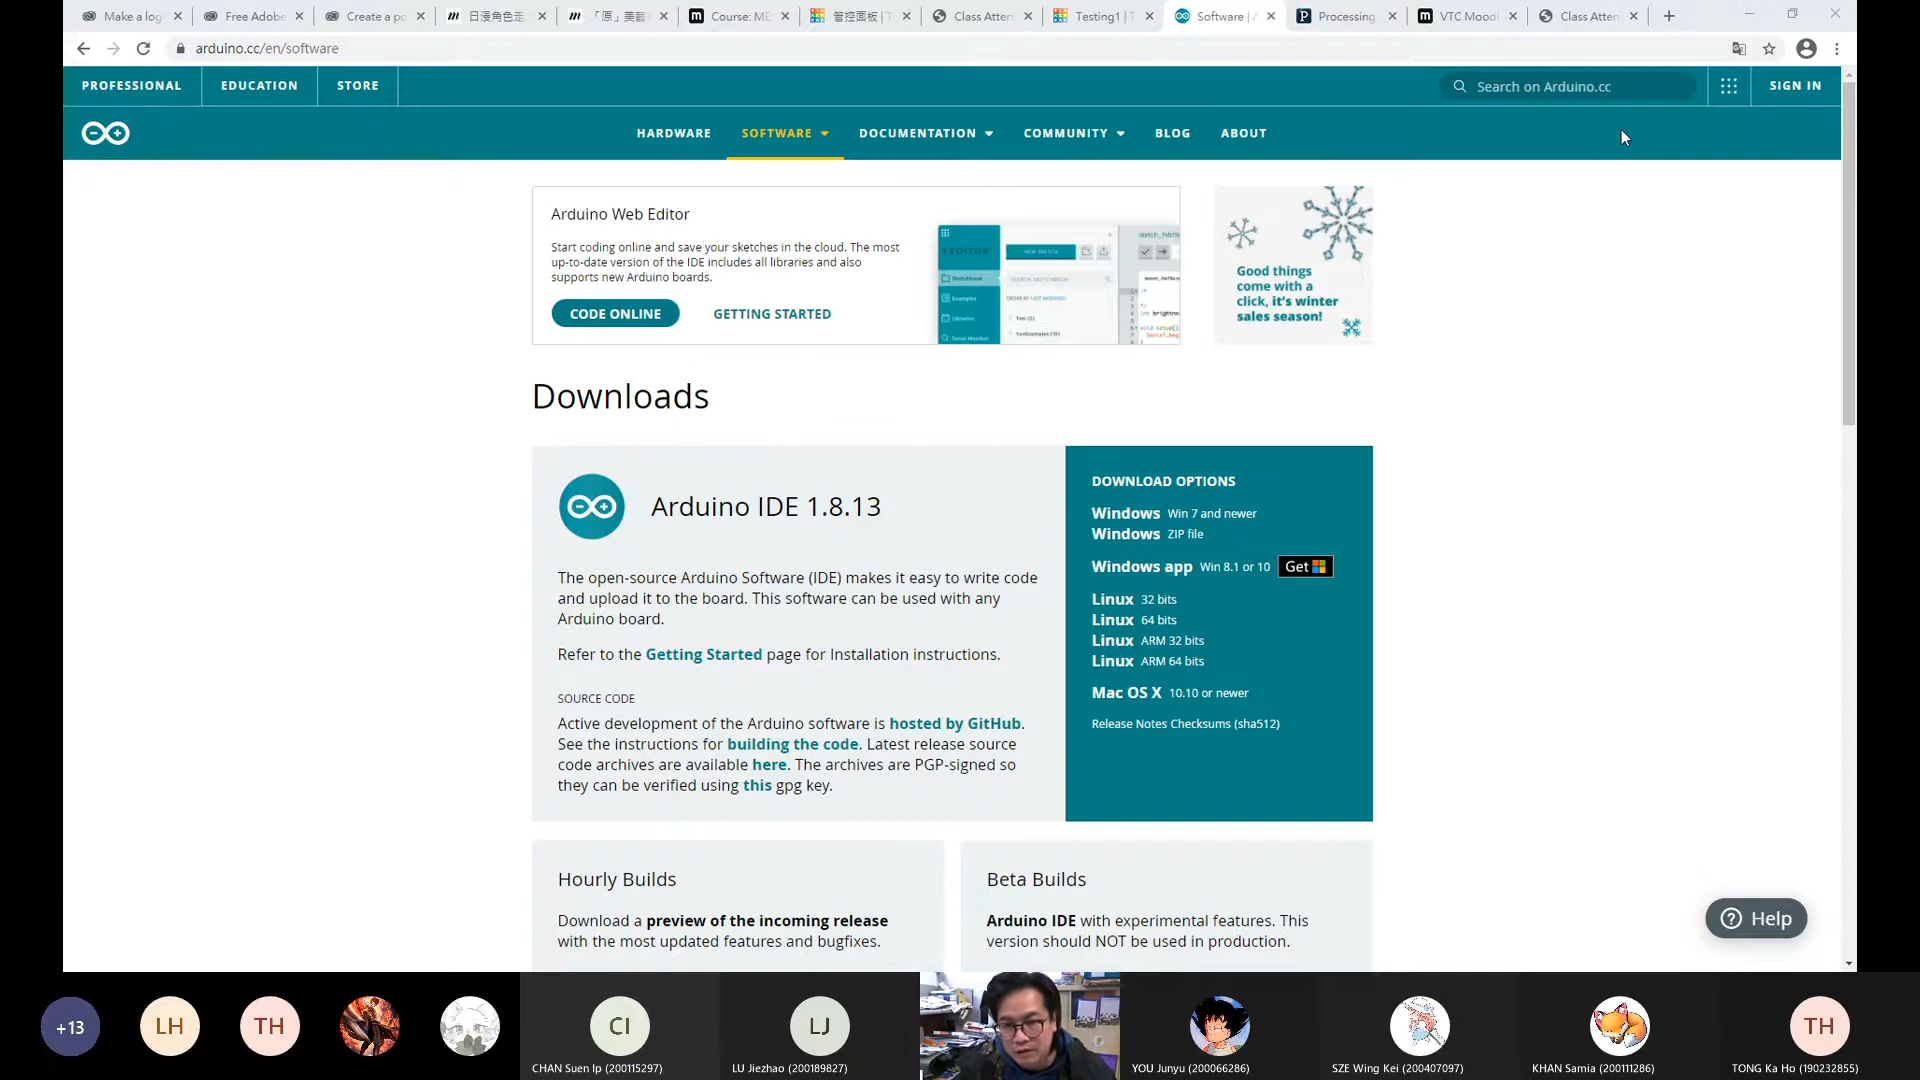 Make a log
Free Adobe
Create a po
日漫角色走
「原」美藝
Course: ME
管控面板 | T
Class Atten
Testing1 | T
Software | A
Processing
VTC Moodl
Class Atten
arduino.cc/en/software
PROFESSIONAL
EDUCATION
STORE
Search on Arduino.cc
SIGN IN
HARDWARE
SOFTWARE
DOCUMENTATION
COMMUNITY
BLOG
ABOUT
Arduino Web Editor
Start coding online and save your sketches in the cloud. The most
up-to-date version of the IDE includes all libraries and also
supports new Arduino boards.
CODE ONLINE
GETTING STARTED
EDITOR
NEW SKETCH
Sketchbook
Examples
Libraries
Serial Monitor
Good things
come with a
click, it's winter
sales season!
Downloads
Arduino IDE 1.8.13
The open-source Arduino Software (IDE) makes it easy to write code
and upload it to the board. This software can be used with any
Arduino board.
Refer to the Getting Started page for Installation instructions.
SOURCE CODE
Active development of the Arduino software is hosted by GitHub.
See the instructions for building the code. Latest release source
code archives are available here. The archives are PGP-signed so
they can be verified using this gpg key.
DOWNLOAD OPTIONS
Windows Win 7 and newer
Windows ZIP file
Windows app Win 8.1 or 10 Get
Linux 32 bits
Linux 64 bits
Linux ARM 32 bits
Linux ARM 64 bits
Mac OS X 10.10 or newer
Release Notes Checksums (sha512)
Hourly Builds
Download a preview of the incoming release
with the most updated features and bugfixes.
Beta Builds
Arduino IDE with experimental features. This
version should NOT be used in production.
Help
+13
LH
TH
CI
CHAN Suen Ip (200115297)
LJ
LU Jiezhao (200189827)
YOU Junyu (200066286)
SZE Wing Kei (200407097)
KHAN Samia (200111286)
TH
TONG Ka Ho (190232855)